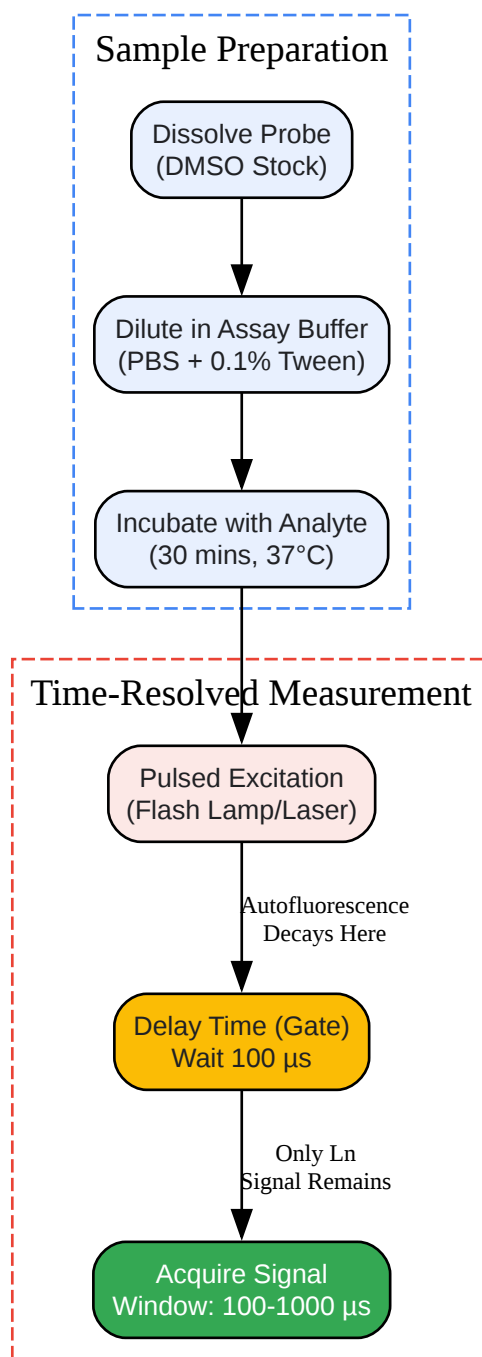 Sample Preparation
Dissolve Probe
(DMSO Stock)
Dilute in Assay Buffer
(PBS + 0.1% Tween)
Incubate with Analyte
(30 mins, 37°C)
Time-Resolved Measurement
Pulsed Excitation
(Flash Lamp/Laser)
Autofluorescence
Decays Here
Delay Time (Gate)
Wait 100 µs
Only Ln
Signal Remains
Acquire Signal
Window: 100-1000 µs